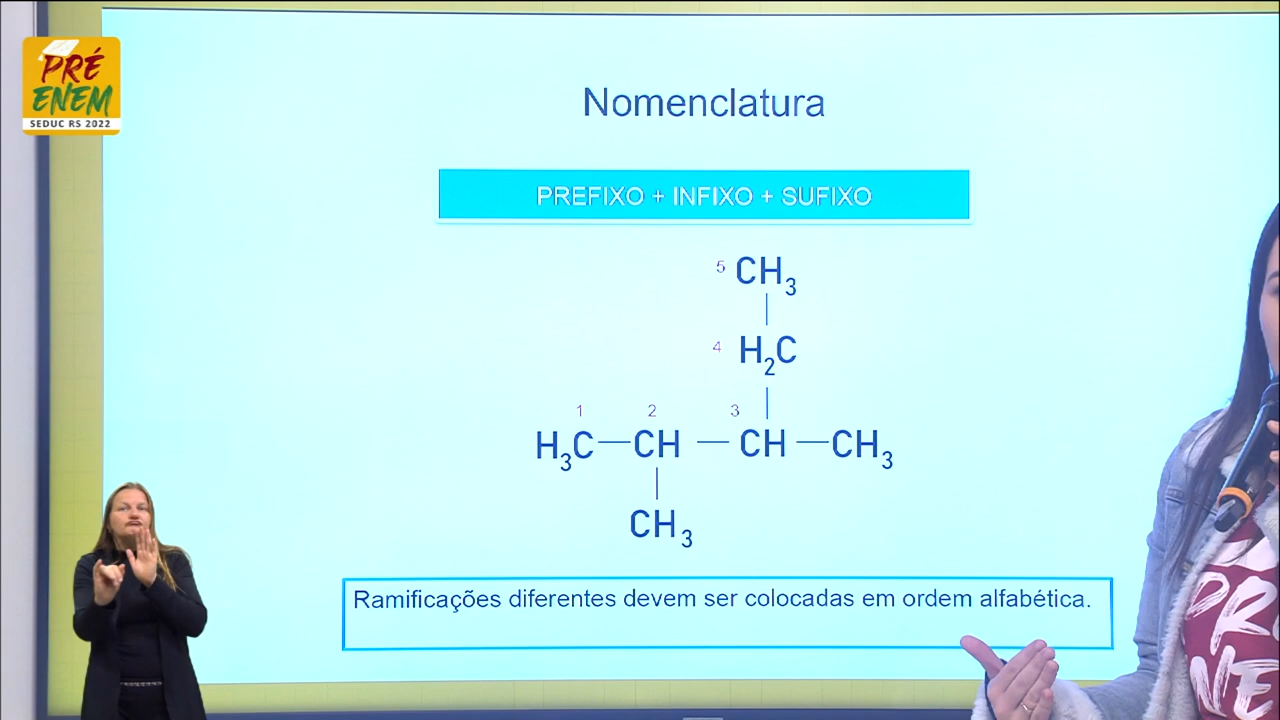 PRÉ
ENEM
SEDUC RS 2022
Nomenclatura
PREFIXO + INFIXO + SUFIXO
5 CH3
4 H2C
1 2 3
H3C — CH — CH — CH3
CH3
Ramificações diferentes devem ser colocadas em ordem alfabética.